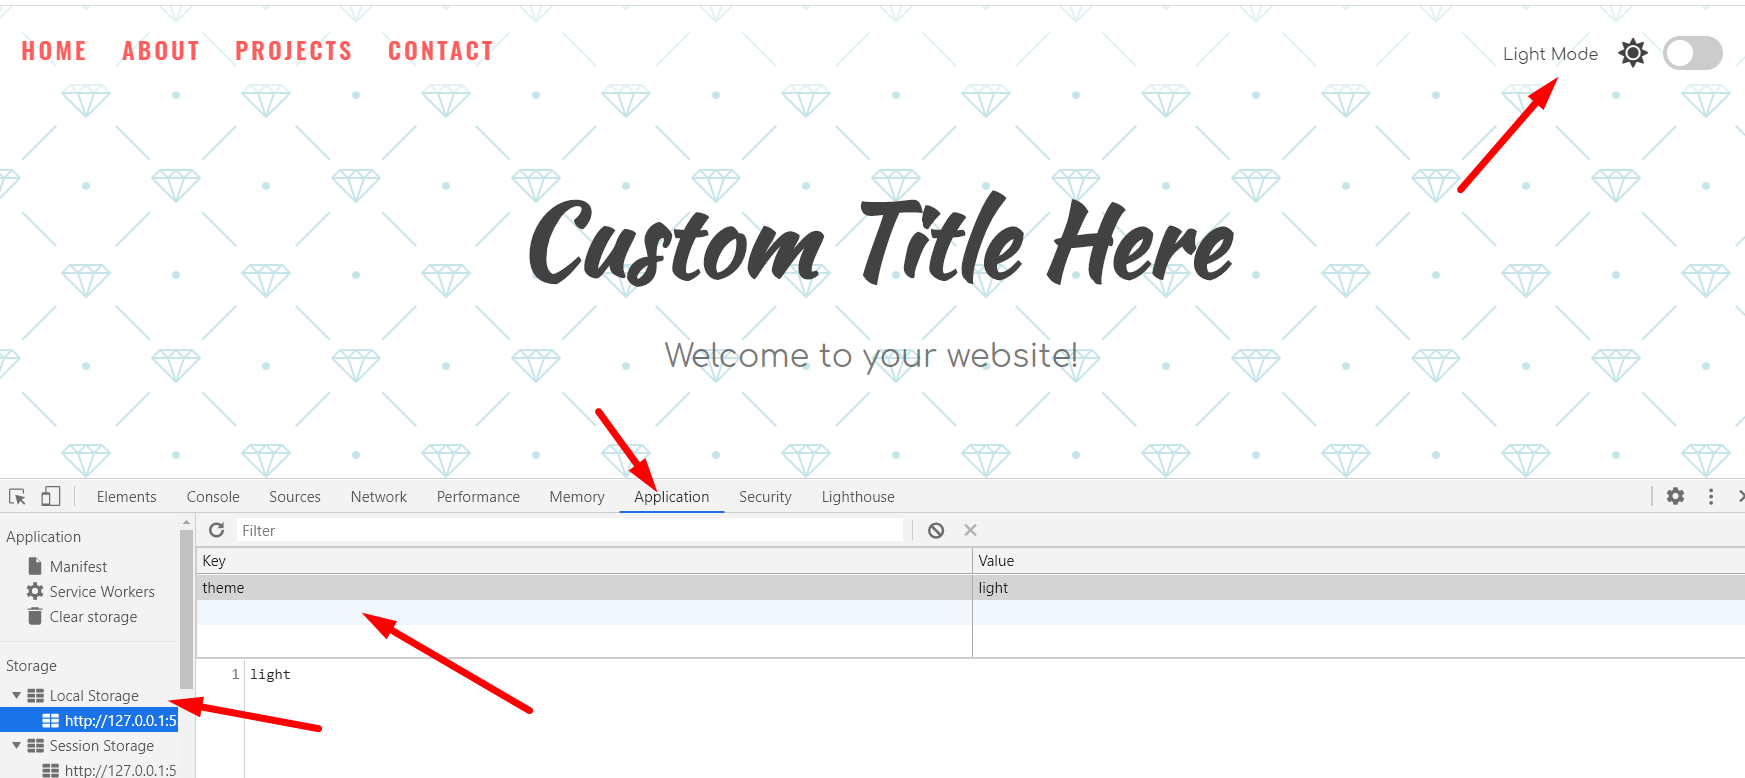 HOME ABOUT PROJECTS CONTACT
Light Mode
Custom Title Here
Welcome to your website!
Elements Console Sources Network Performance Memory Application Security Lighthouse
Application
Manifest
Service Workers
Clear storage
Storage
Local Storage
http://127.0.0.1:5
Session Storage
http://127.0.0.1:5
Filter
Key Value
theme light
1 light